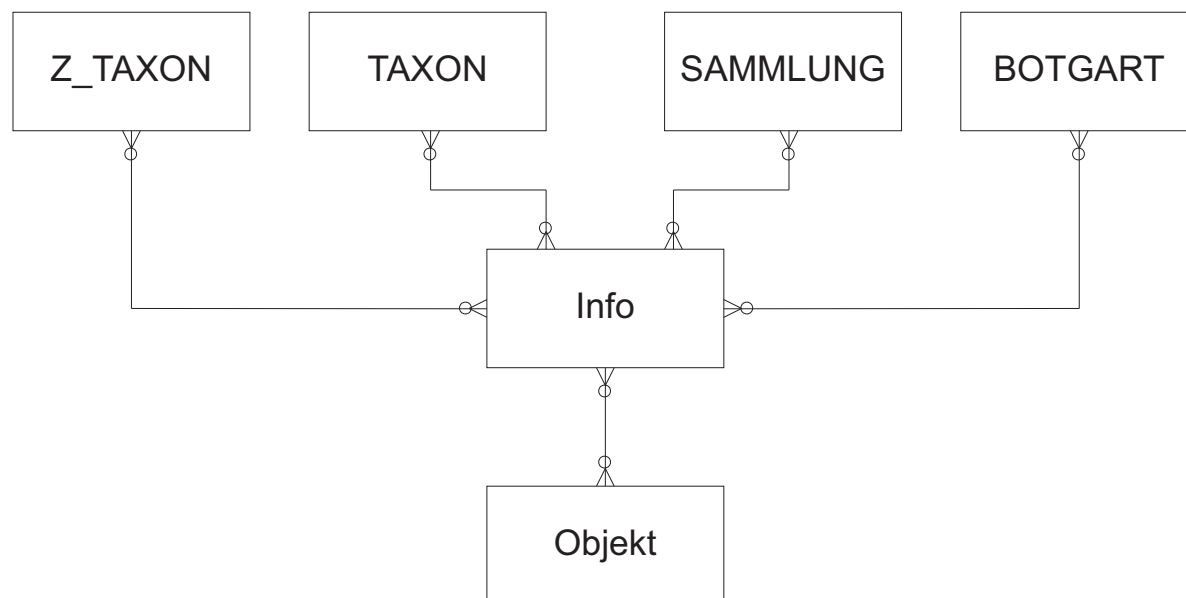 Z_TAXON
TAXON
SAMMLUNG
BOTGART
Info
Objekt